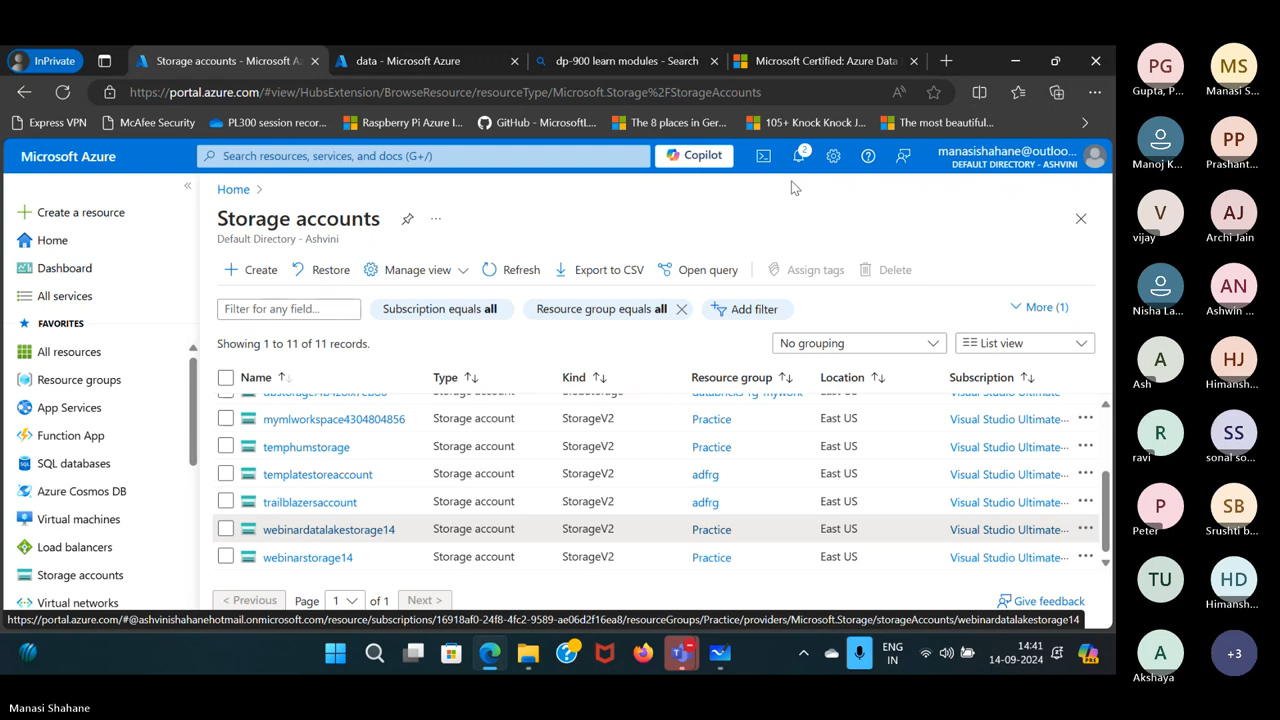 InPrivate
Storage accounts - Microsoft Az
data - Microsoft Azure
dp-900 learn modules - Search
Microsoft Certified: Azure Data
https://portal.azure.com/#view/HubsExtension/BrowseResource/resourceType/Microsoft.Storage%2FStorageAccounts
Express VPN
McAfee Security
PL300 session recor...
Raspberry Pi Azure I...
GitHub - MicrosoftL...
The 8 places in Ger...
105+ Knock Knock J...
The most beautiful...
Microsoft Azure
Search resources, services, and docs (G+/)
Copilot
2
manasishahane@outloo...
DEFAULT DIRECTORY - ASHVINI
Create a resource
Home
Dashboard
All services
FAVORITES
All resources
Resource groups
App Services
Function App
SQL databases
Azure Cosmos DB
Virtual machines
Load balancers
Storage accounts
Virtual networks
Home
Storage accounts
...
Default Directory - Ashvini
Create
Restore
Manage view
Refresh
Export to CSV
Open query
Assign tags
Delete
Filter for any field...
Subscription equals all
Resource group equals all
Add filter
More (1)
Showing 1 to 11 of 11 records.
No grouping
List view
Name
Type
Kind
Resource group
Location
Subscription
mymlworkspace4304804856 Storage account StorageV2 Practice East US Visual Studio Ultimate...
temphumstorage Storage account StorageV2 Practice East US Visual Studio Ultimate...
templatestoreaccount Storage account StorageV2 adfrg East US Visual Studio Ultimate...
trailblazersaccount Storage account StorageV2 adfrg East US Visual Studio Ultimate...
webinardatalakestorage14 Storage account StorageV2 Practice East US Visual Studio Ultimate...
webinarstorage14 Storage account StorageV2 Practice East US Visual Studio Ultimate...
< Previous
Page
1
of 1
Next >
Give feedback
https://portal.azure.com/#@ashvinishahanehotmail.onmicrosoft.com/resource/subscriptions/16918af0-24f8-4fc2-9589-ae06d2f16ea8/resourceGroups/Practice/providers/Microsoft.Storage/storageAccounts/webinardatalakestorage14
ENG
IN
14:41
14-09-2024
PRE
Manasi Shahane
PG
Gupta, P...
MS
Manasi S...
Manoj K...
PP
Prashant...
V
vijay
AJ
Archi Jain
Nisha La...
AN
Ashwin ...
A
Ash
HJ
Himansh...
R
ravi
SS
sonal so...
P
Peter
SB
Srushti b...
TU
HD
Himansh...
A
Akshaya
+3